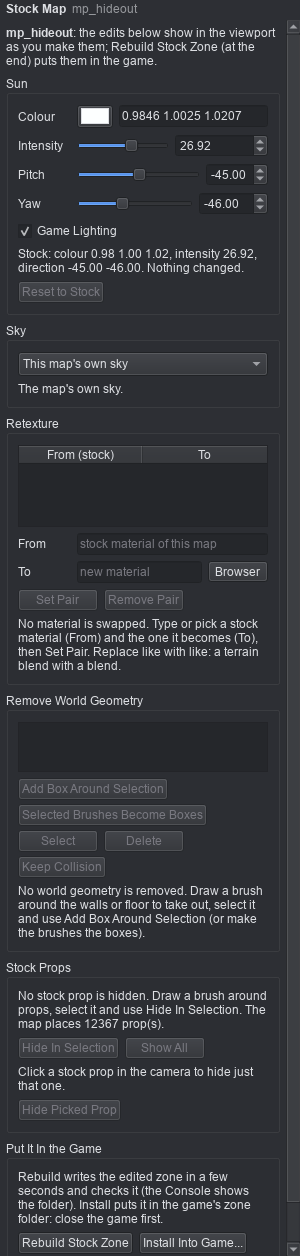 Stock Map mp_hideout
mp_hideout: the edits below show in the viewport
as you make them; Rebuild Stock Zone (at the
end) puts them in the game.
Sun
Colour 0.9846 1.0025 1.0207
Intensity 26.92
Pitch -45.00
Yaw -46.00
Game Lighting
Stock: colour 0.98 1.00 1.02, intensity 26.92,
direction -45.00 -46.00. Nothing changed.
Reset to Stock
Sky
This map's own sky
The map's own sky.
Retexture
From (stock) To
From stock material of this map
To new material Browser
Set Pair Remove Pair
No material is swapped. Type or pick a stock
material (From) and the one it becomes (To),
then Set Pair. Replace like with like: a terrain
blend with a blend.
Remove World Geometry
Add Box Around Selection
Selected Brushes Become Boxes
Select Delete
Keep Collision
No world geometry is removed. Draw a brush
around the walls or floor to take out, select it
and use Add Box Around Selection (or make
the brushes the boxes).
Stock Props
No stock prop is hidden. Draw a brush around
props, select it and use Hide In Selection. The
map places 12367 prop(s).
Hide In Selection Show All
Click a stock prop in the camera to hide just
that one.
Hide Picked Prop
Put It In the Game
Rebuild writes the edited zone in a few
seconds and checks it (the Console shows
the folder). Install puts it in the game's zone
folder: close the game first.
Rebuild Stock Zone Install Into Game...